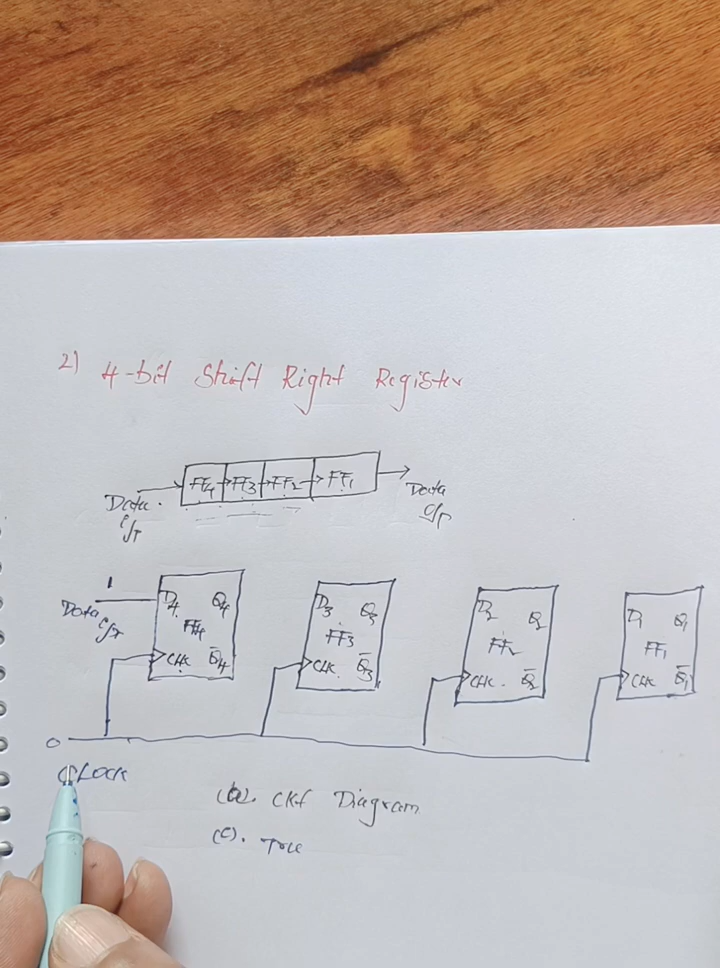 2) 4-bit Shift Right Register
FF4 FF3 FF2 FF1
Data I/P
Data O/P
1
Data I/P
D4 Q4
FF4
CLK Q̅4
D3 Q3
FF3
CLK Q̅3
D2 Q2
FF2
CLK. Q̅2
D1 Q1
FF1
CLK Q̅1
CLOCK
(b). CKT Diagram
(c).